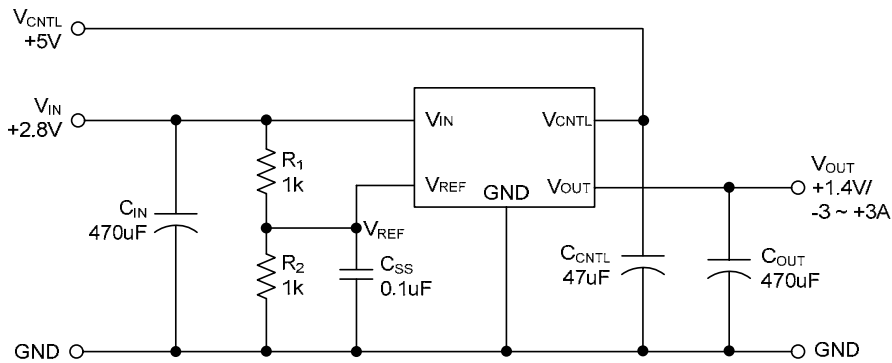 VCNTL
+5V
VIN
+2.8V
VIN
VCNTL
R1
1k
VREF
GND
VOUT
VOUT
+1.4V/
-3 ~ +3A
CIN
470uF
VREF
R2
1k
CSS
0.1uF
CCNTL
47uF
COUT
470uF
GND
GND